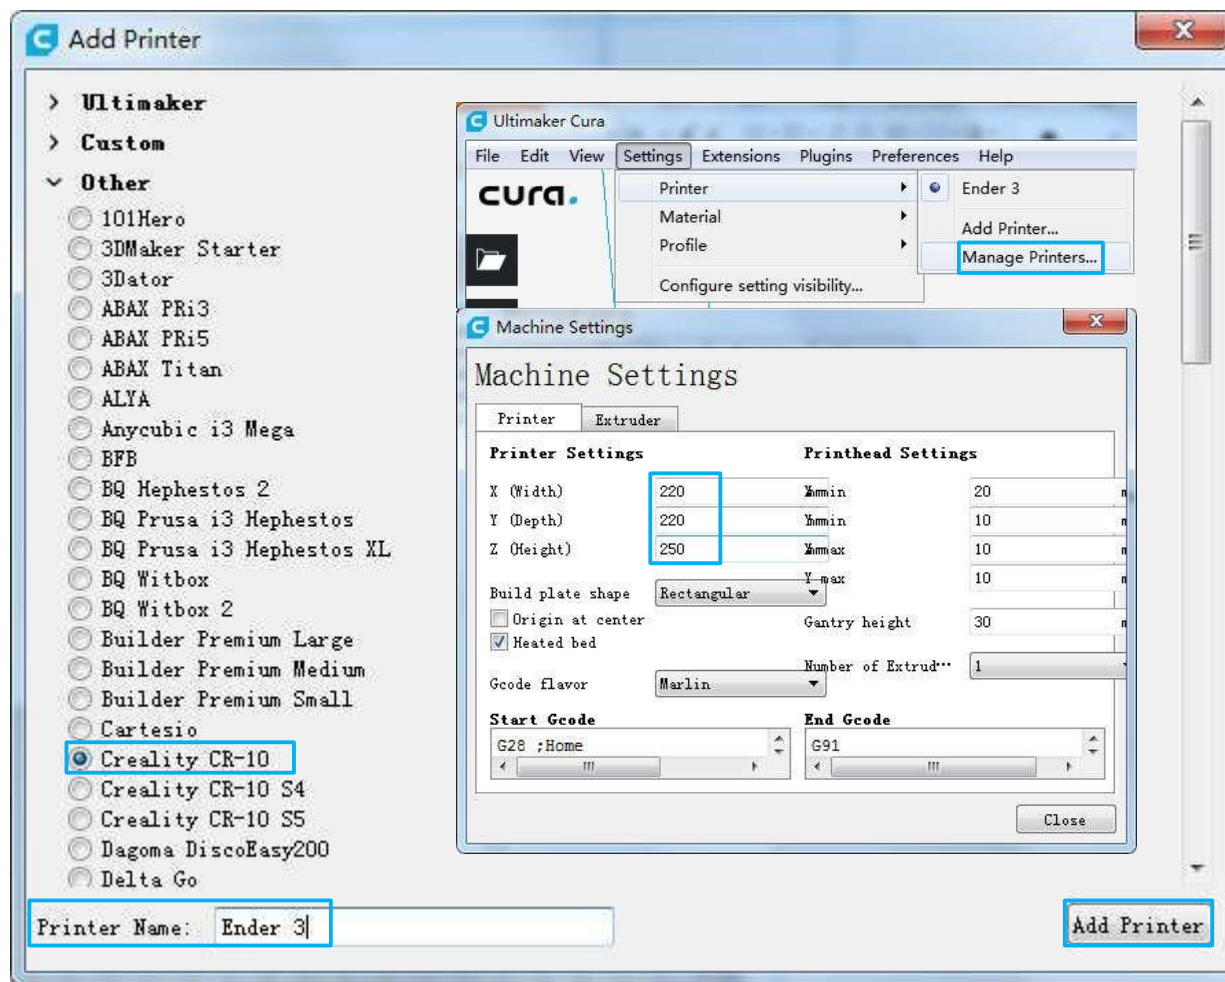 Add Printer
Ultimaker
Custom
Other
101Hero
3DMaker Starter
3Dator
ABAX PRi3
ABAX PRi5
ABAX Titan
ALYA
Anycubic i3 Mega
BFB
BQ Hephestos 2
BQ Prusa i3 Hephestos
BQ Prusa i3 Hephestos XL
BQ Witbox
BQ Witbox 2
Builder Premium Large
Builder Premium Medium
Builder Premium Small
Cartesio
Creality CR-10
Creality CR-10 S4
Creality CR-10 S5
Dagoma DiscoEasy200
Delta Go
Printer Name: Ender 3
Add Printer
Ultimaker Cura
File Edit View Settings Extensions Plugins Preferences Help
cura.
Printer
Material
Profile
Configure setting visibility...
Ender 3
Add Printer...
Manage Printers...
Machine Settings
Machine Settings
Printer Extruder
Printer Settings
X (Width) 220
Y (Depth) 220
Z (Height) 250
Build plate shape Rectangular
Origin at center
Heated bed
Gcode flavor Marlin
Start Gcode
G28 ;Home
Printhead Settings
20
10
10
Y max 10
Gantry height 30
Number of Extrud··· 1
End Gcode
G91
Close